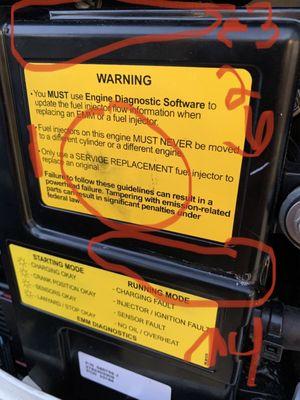 23
WARNING
• You MUST use Engine Diagnostic Software to
update the fuel injector flow information when
replacing an EMM or a fuel injector.
• Fuel injectors on this engine MUST NEVER be moved
to a different cylinder or a different engine.
• Only use a SERVICE REPLACEMENT fuel injector to
replace an original.
Failure to follow these guidelines can result in a
powerhead failure. Tampering with emission-related
parts can result in significant penalties under
federal law.
STARTING MODE
RUNNING MODE
- CHARGING OKAY
- CHARGING FAULT
- CRANK POSITION OKAY
- INJECTOR / IGNITION FAULT
- SENSORS OKAY
- SENSOR FAULT
- LANYARD / STOP OKAY
- NO OIL / OVERHEAT
EMM DIAGNOSTICS
14